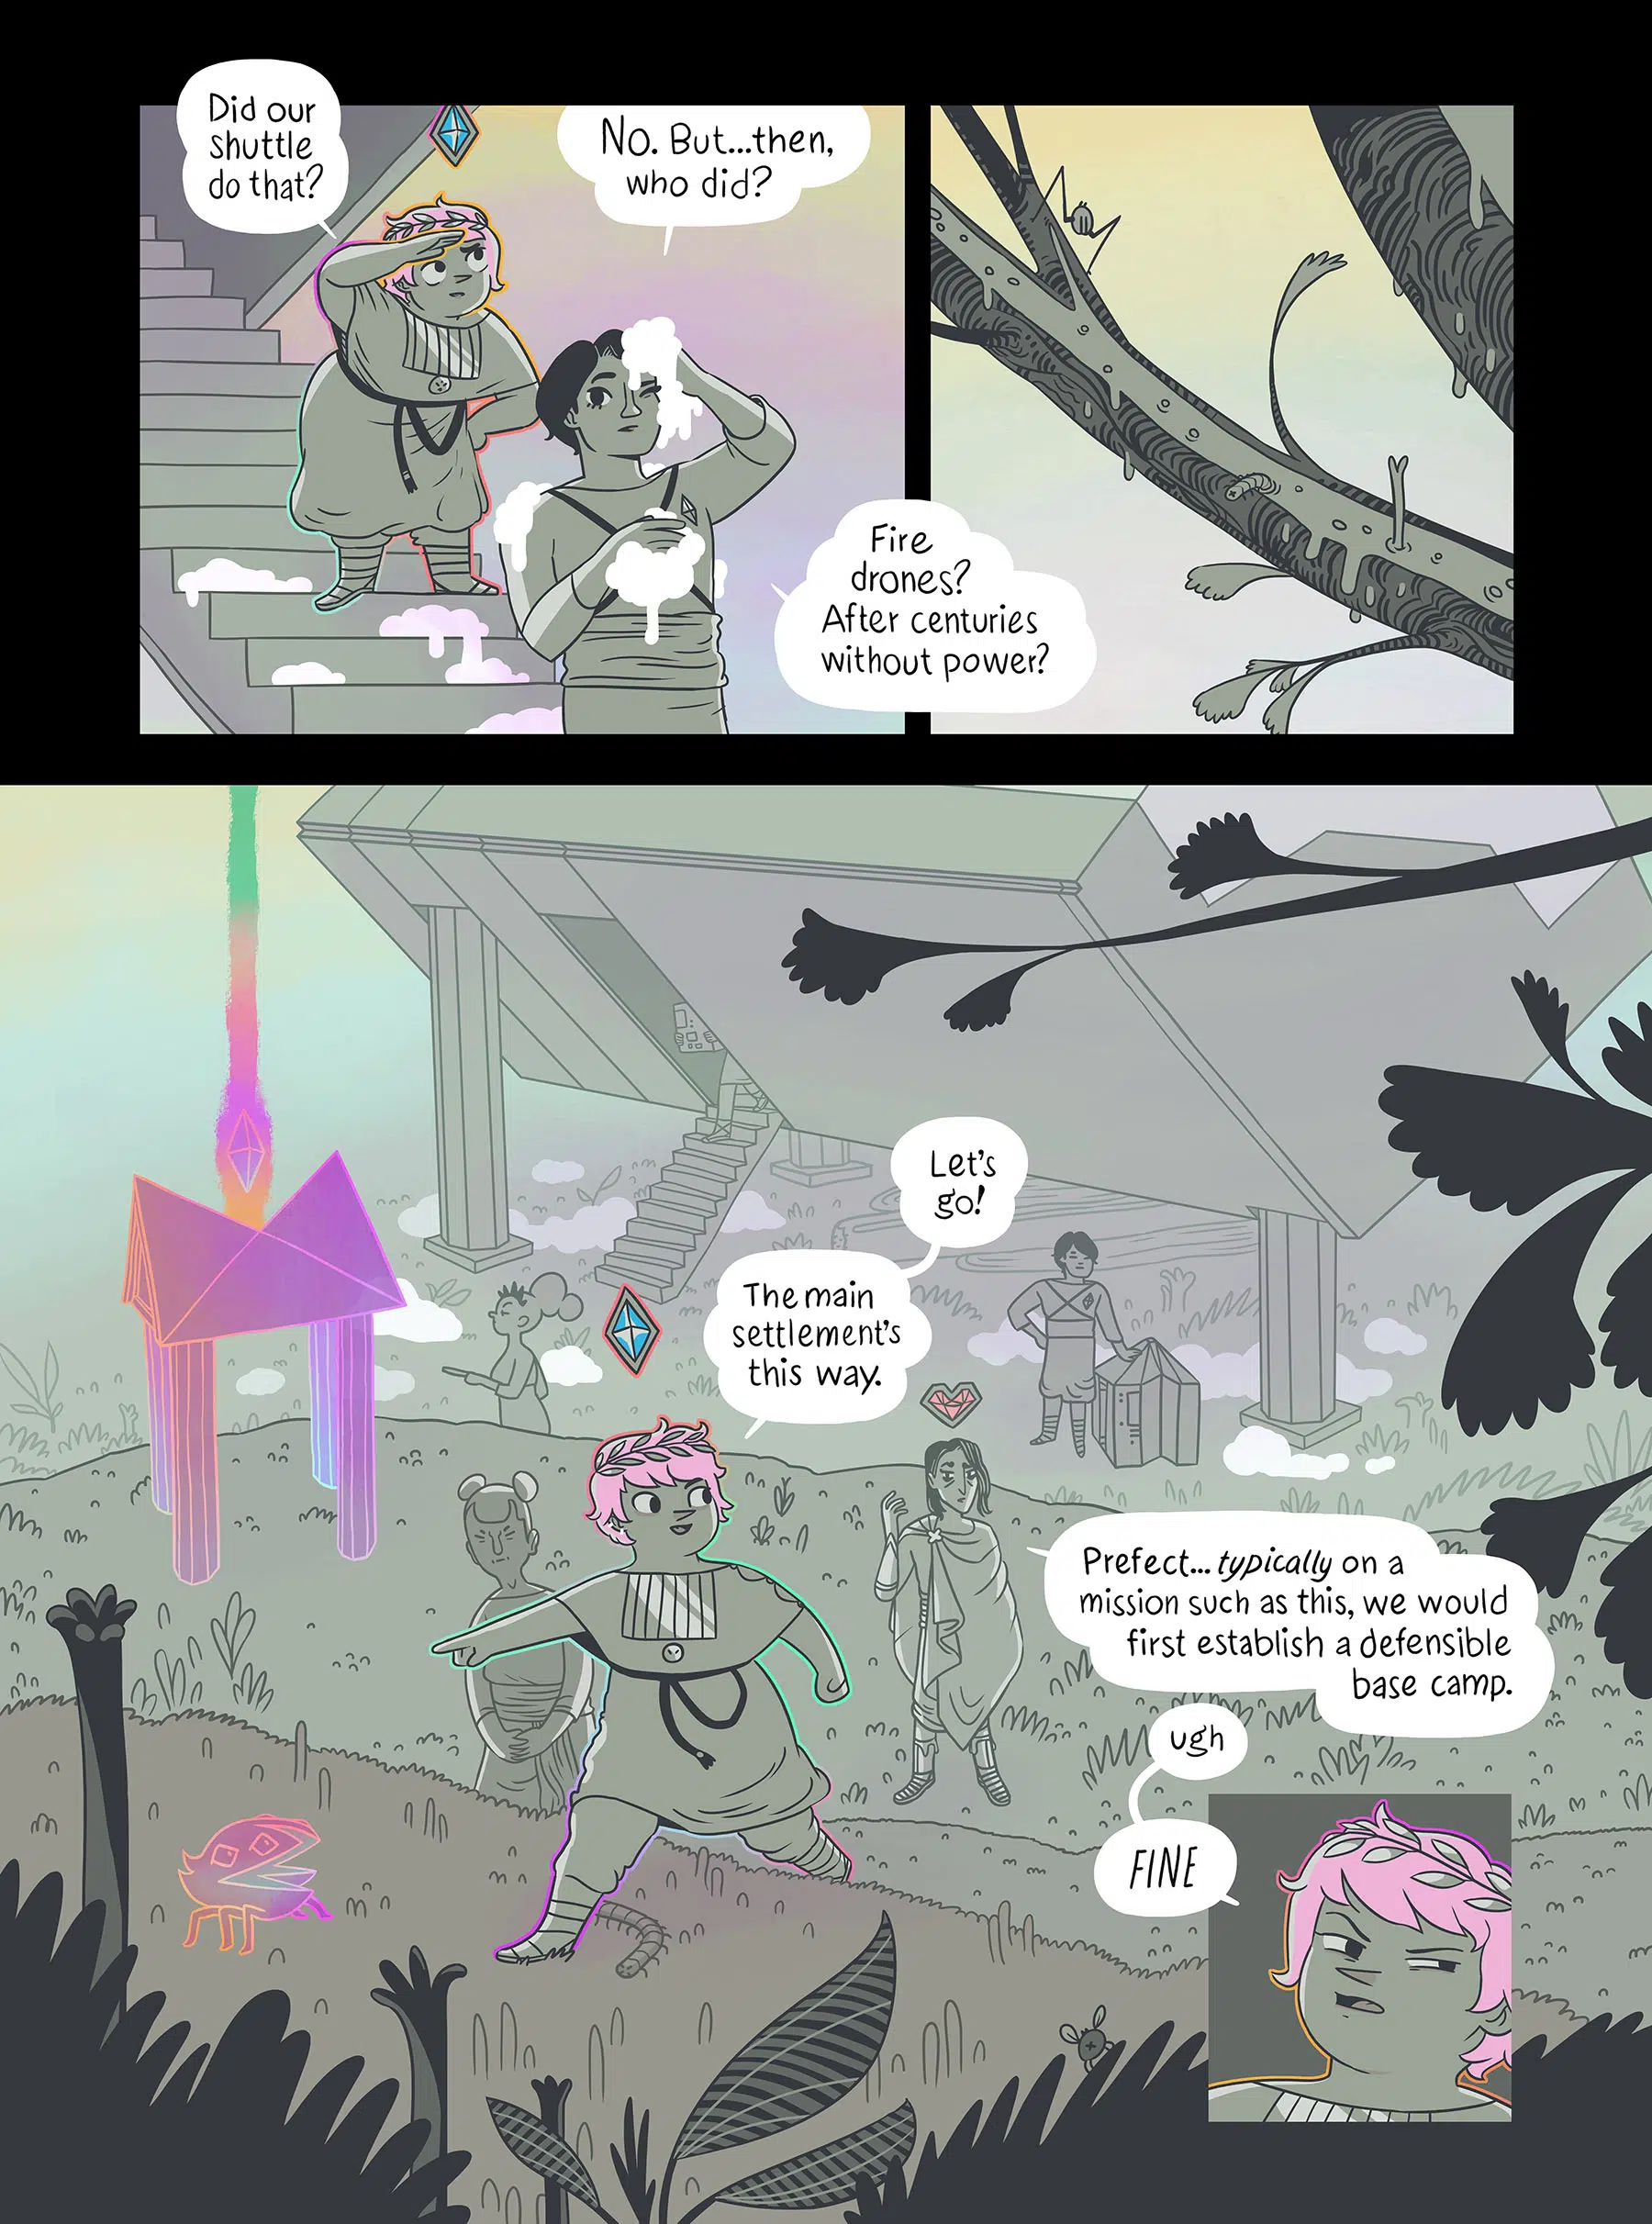 Did our
shuttle
do that?
No. But...then,
who did?
Fire
drones?
After centuries
without power?
Let's
go!
The main
settlement's
this way.
Prefect... typically on a
mission such as this, we would
first establish a defensible
base camp.
ugh
FINE